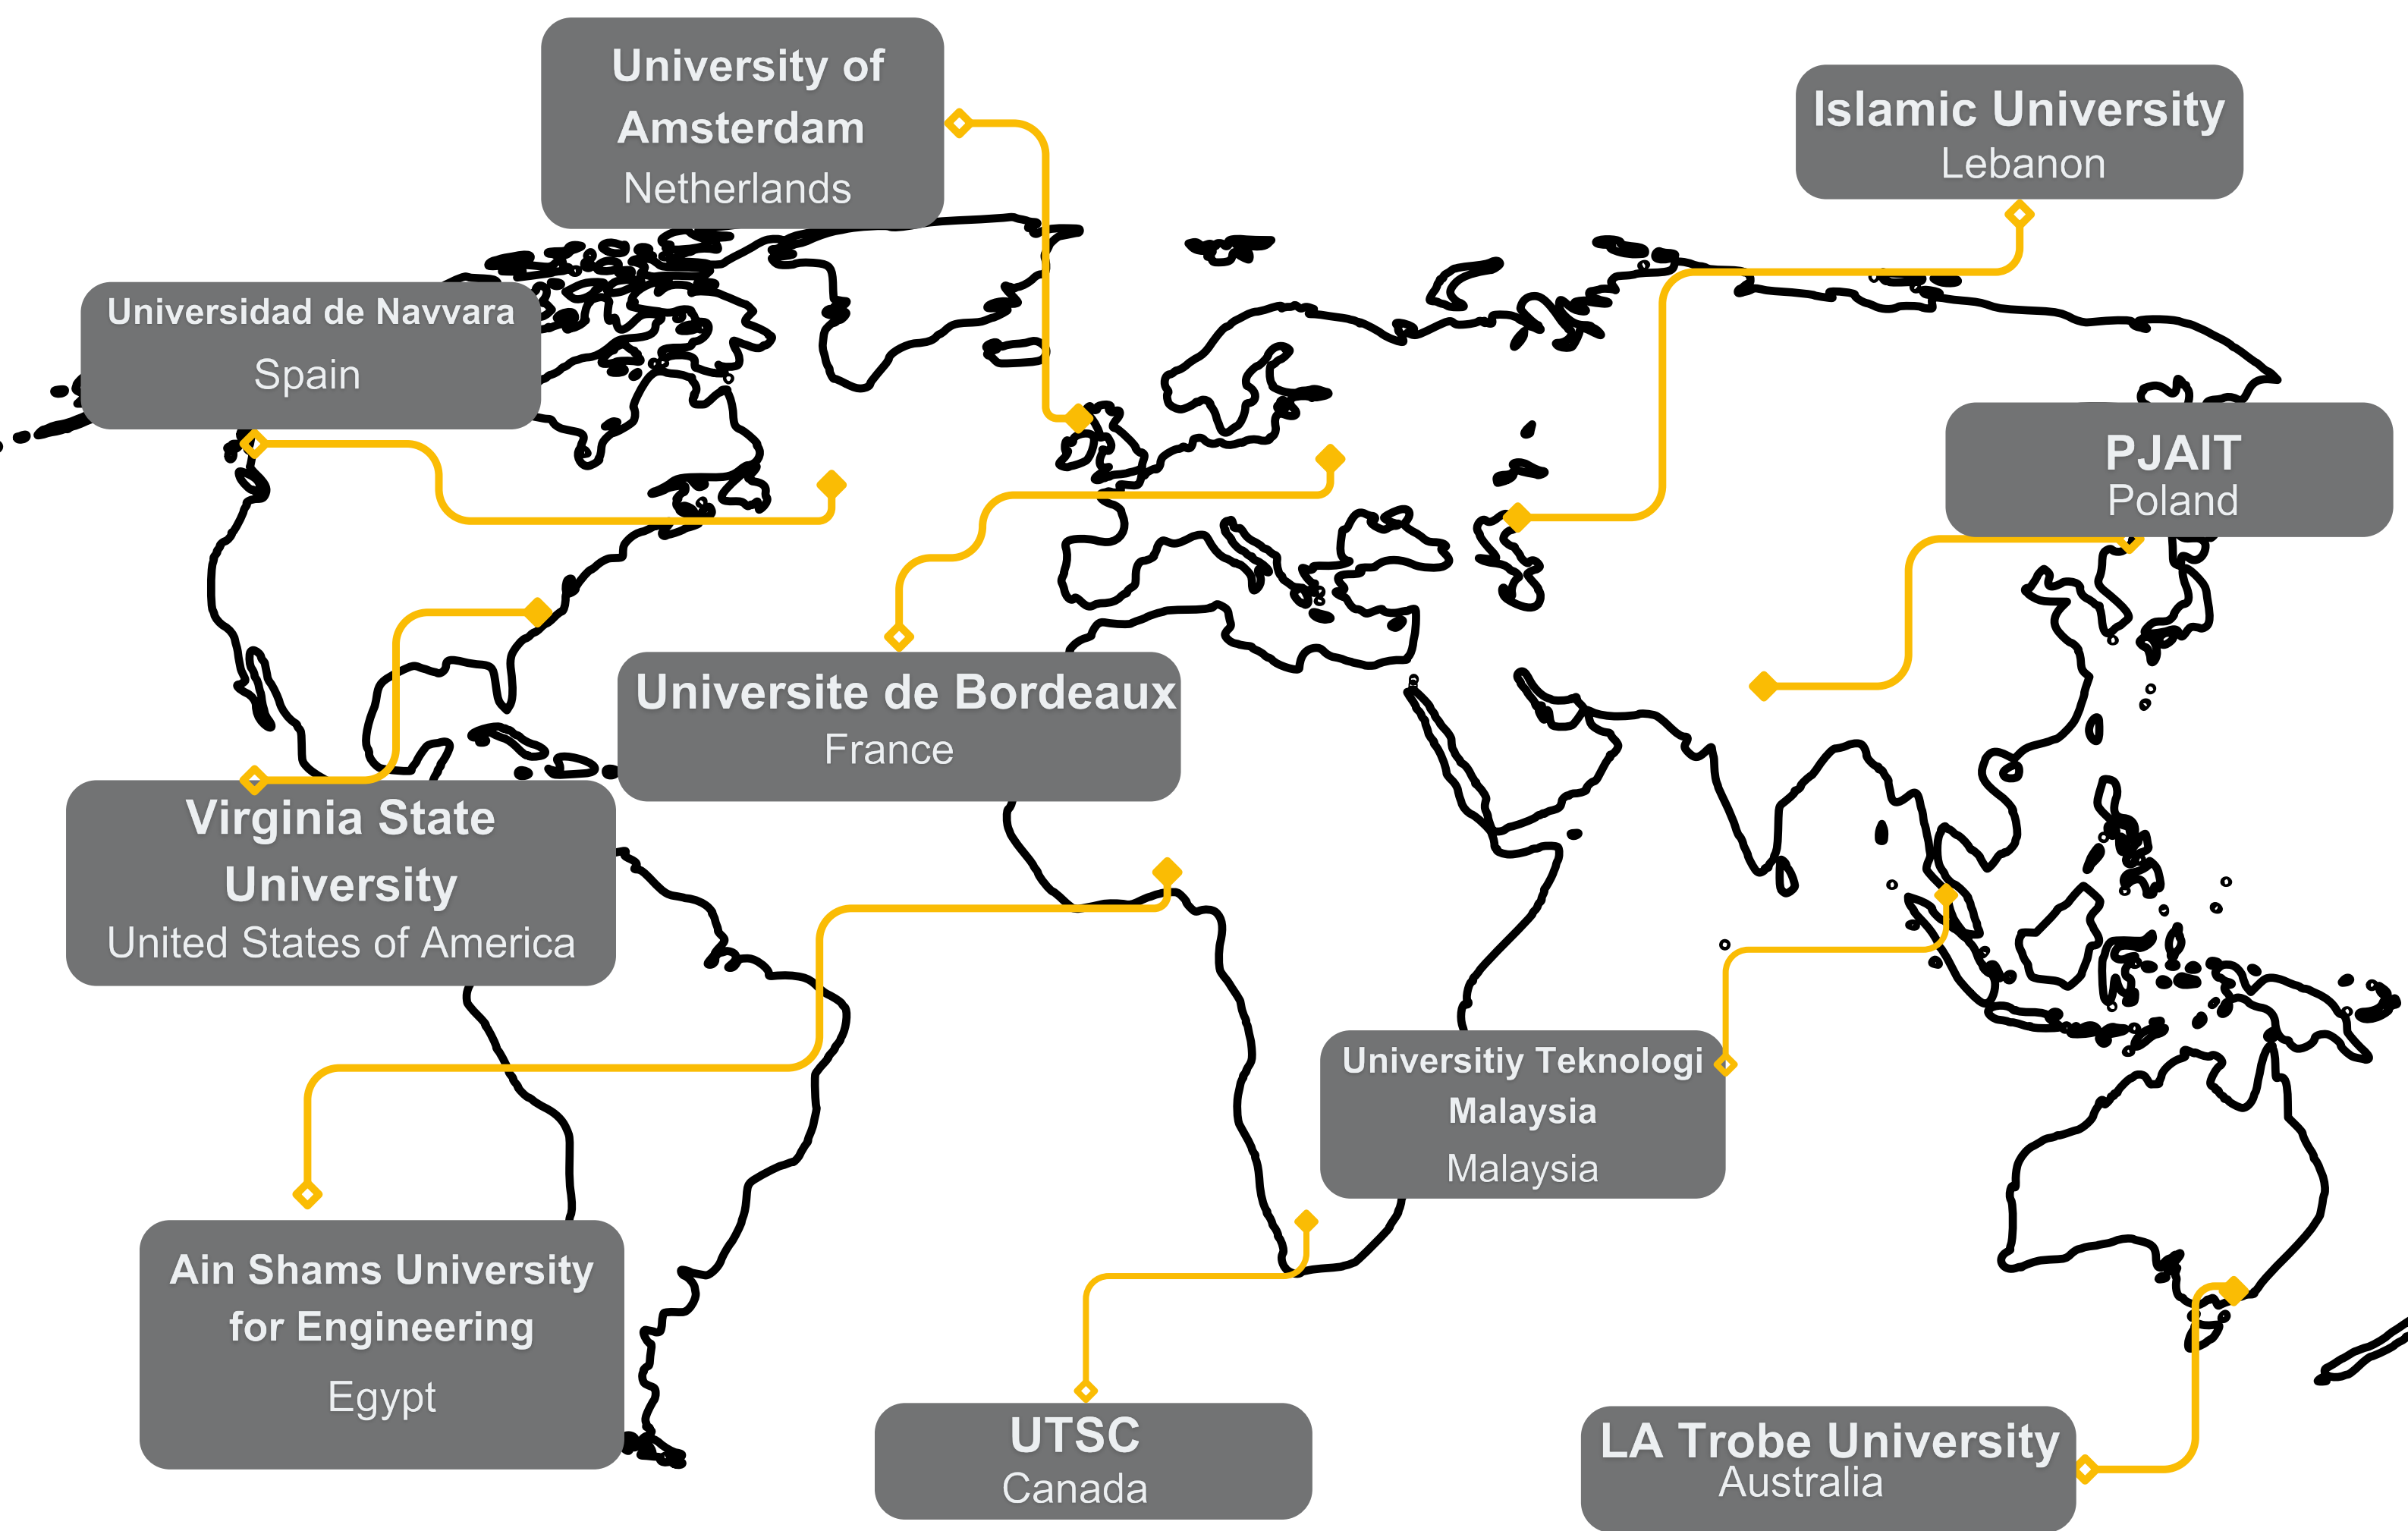 University of
Amsterdam
Netherlands
Islamic University
Lebanon
Universidad de Navvara
Spain
PJAIT
Poland
Universite de Bordeaux
France
Virginia State
University
United States of America
Universitiy Teknologi
Malaysia
Malaysia
Ain Shams University
for Engineering
Egypt
UTSC
Canada
LA Trobe University
Australia